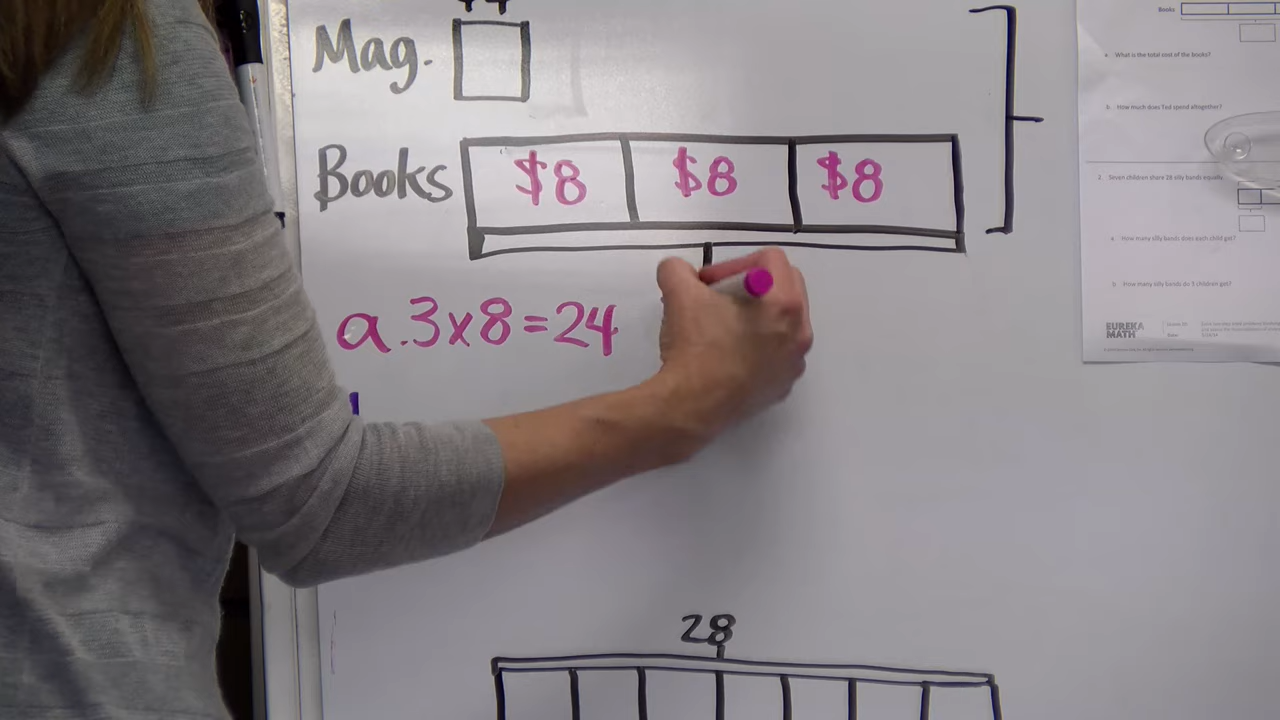 Mag.
Books $8 $8 $8
a. 3x8=24
28
Books
a. What is the total cost of the books?
b. How much does Ted spend altogether?
2. Seven children share 28 silly bands equally.
a. How many silly bands does each child get?
b. How many silly bands do 3 children get?
EUREKA
MATH